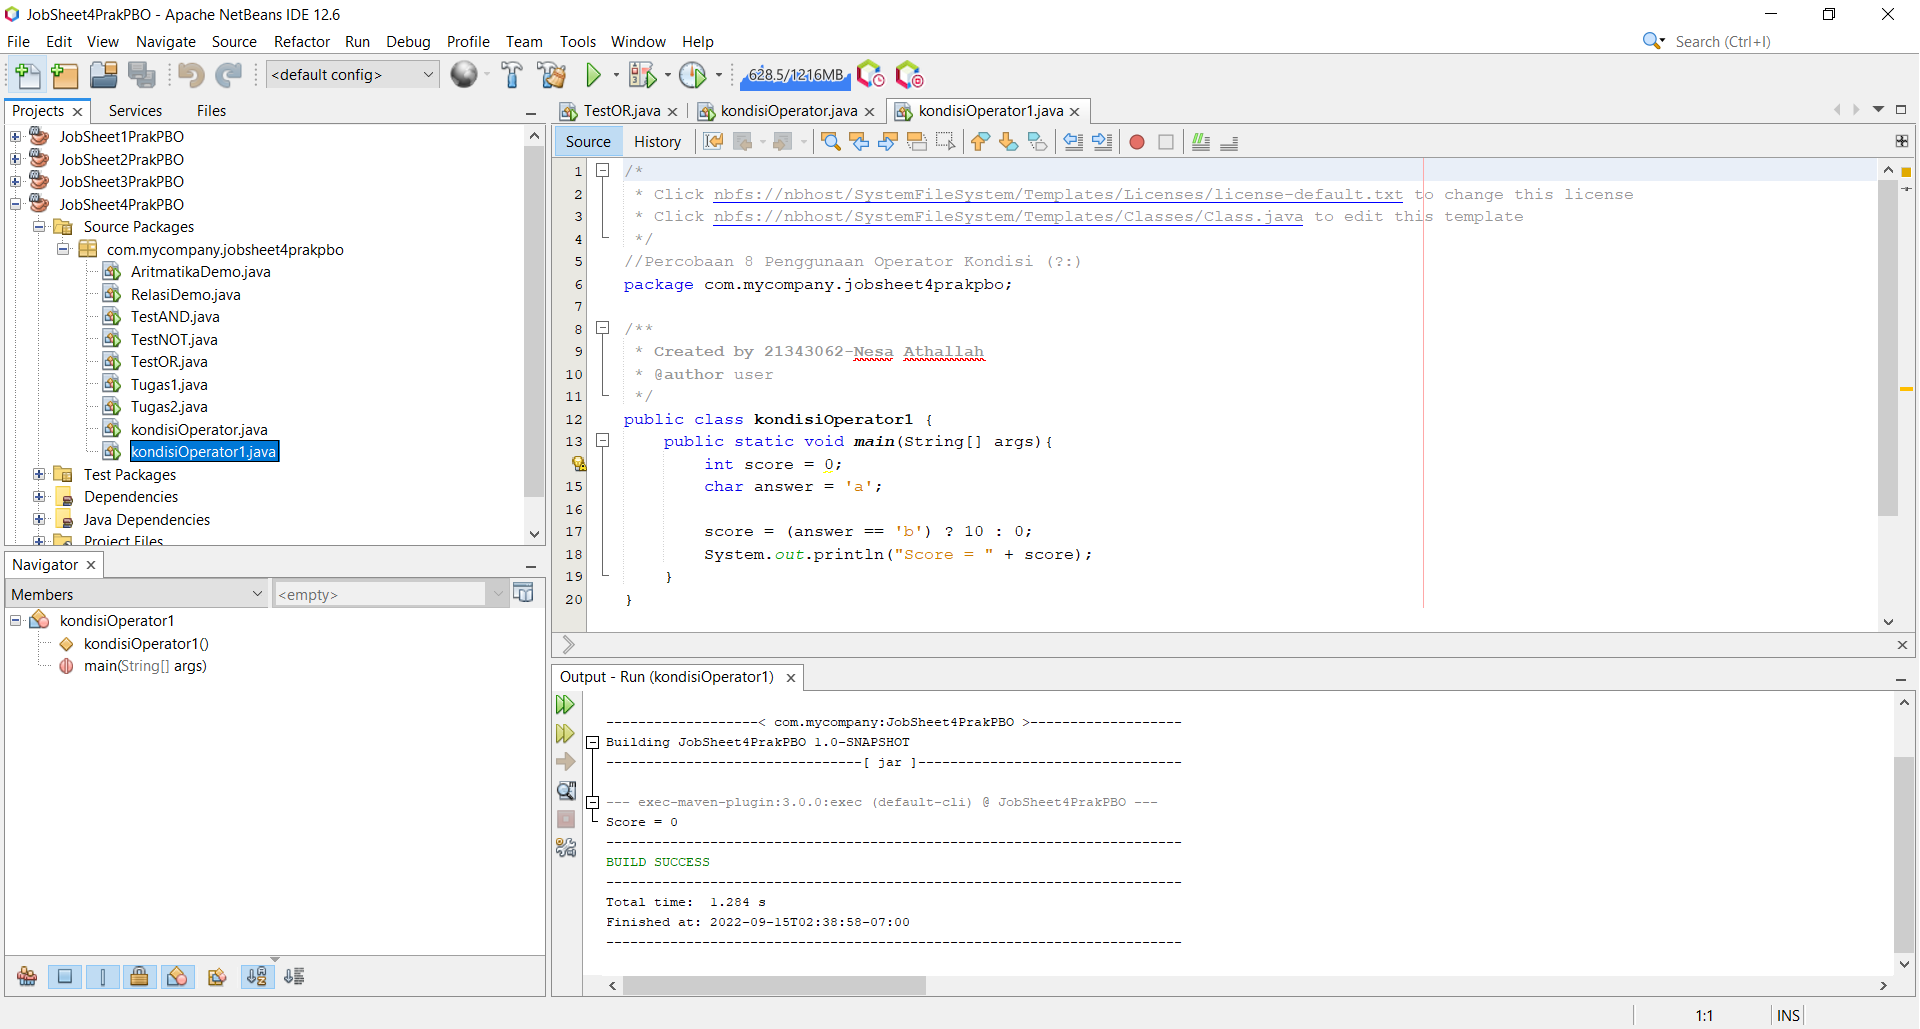 JobSheet4PrakPBO - Apache NetBeans IDE 12.6
File Edit View Navigate Source Refactor Run Debug Profile Team Tools Window Help
Search (Ctrl+I)
<default config>
628.5/1216MB
Projects Services Files
JobSheet1PrakPBO
JobSheet2PrakPBO
JobSheet3PrakPBO
JobSheet4PrakPBO
Source Packages
com.mycompany.jobsheet4prakpbo
AritmatikaDemo.java
RelasiDemo.java
TestAND.java
TestNOT.java
TestOR.java
Tugas1.java
Tugas2.java
kondisiOperator.java
kondisiOperator1.java
Test Packages
Dependencies
Java Dependencies
Project Files
Navigator
Members
<empty>
kondisiOperator1
kondisiOperator1()
main(String[] args)
TestOR.java kondisiOperator.java kondisiOperator1.java
Source History
1 /*
2 * Click nbfs://nbhost/SystemFileSystem/Templates/Licenses/license-default.txt to change this license
3 * Click nbfs://nbhost/SystemFileSystem/Templates/Classes/Class.java to edit this template
4 */
5 //Percobaan 8 Penggunaan Operator Kondisi (?:)
6 package com.mycompany.jobsheet4prakpbo;
7
8 /**
9 * Created by 21343062-Nesa Athallah
10 * @author user
11 */
12 public class kondisiOperator1 {
13 public static void main(String[] args){
int score = 0;
15 char answer = 'a';
16
17 score = (answer == 'b') ? 10 : 0;
18 System.out.println("Score = " + score);
19 }
20 }
Output - Run (kondisiOperator1)
-------------------< com.mycompany:JobSheet4PrakPBO >-------------------
Building JobSheet4PrakPBO 1.0-SNAPSHOT
--------------------------------[ jar ]---------------------------------
--- exec-maven-plugin:3.0.0:exec (default-cli) @ JobSheet4PrakPBO ---
Score = 0
------------------------------------------------------------------------
BUILD SUCCESS
------------------------------------------------------------------------
Total time:  1.284 s
Finished at: 2022-09-15T02:38:58-07:00
------------------------------------------------------------------------
1:1 INS